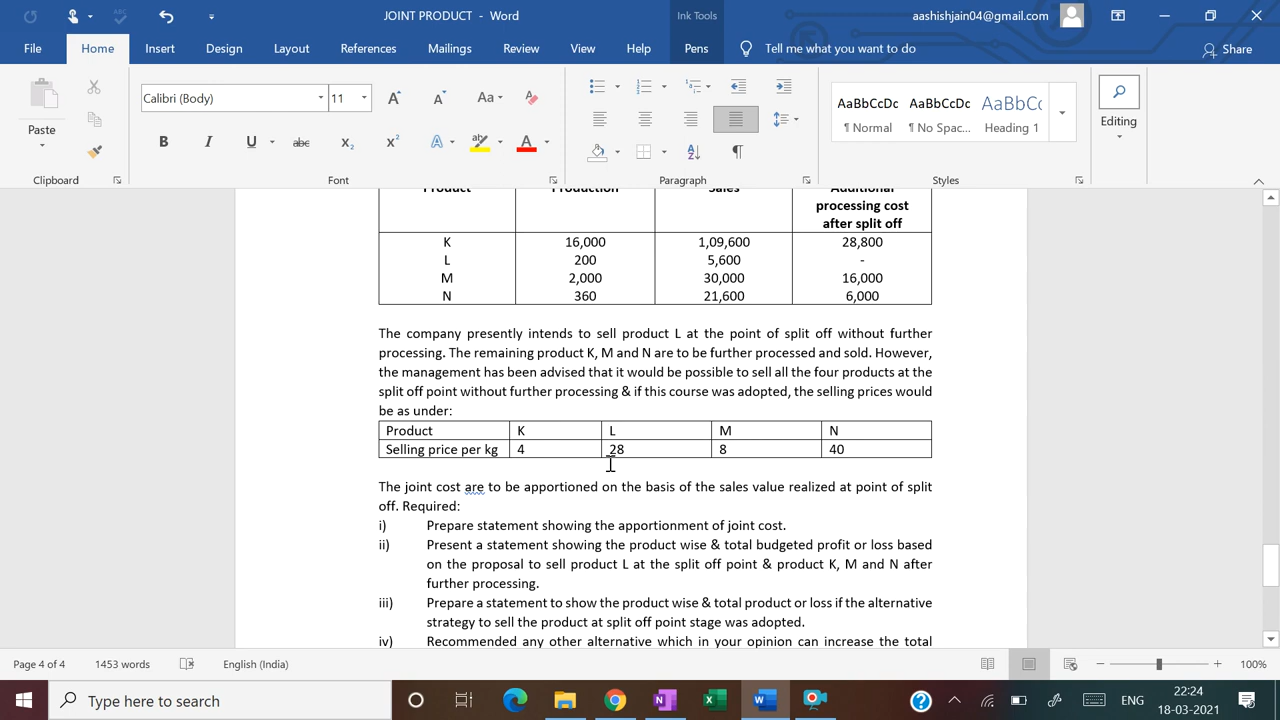 JOINT PRODUCT - Word
Ink Tools
aashishjain04@gmail.com
File Home Insert Design Layout References Mailings Review View Help Pens Tell me what you want to do Share
Paste
Calibri (Body) 11
AaBbCcDc AaBbCcDc AaBbCc
¶ Normal ¶ No Spac... Heading 1
Editing
Clipboard Font Paragraph Styles
Product Production Sales Additional
processing cost
after split off
K 16,000 1,09,600 28,800
L 200 5,600 -
M 2,000 30,000 16,000
N 360 21,600 6,000
The company presently intends to sell product L at the point of split off without further
processing. The remaining product K, M and N are to be further processed and sold. However,
the management has been advised that it would be possible to sell all the four products at the
split off point without further processing & if this course was adopted, the selling prices would
be as under:
Product K L M N
Selling price per kg 4 28 8 40
The joint cost are to be apportioned on the basis of the sales value realized at point of split
off. Required:
i) Prepare statement showing the apportionment of joint cost.
ii) Present a statement showing the product wise & total budgeted profit or loss based
on the proposal to sell product L at the split off point & product K, M and N after
further processing.
iii) Prepare a statement to show the product wise & total product or loss if the alternative
strategy to sell the product at split off point stage was adopted.
iv) Recommended any other alternative which in your opinion can increase the total
Page 4 of 4 1453 words English (India) 100%
Type here to search
ENG
22:24
18-03-2021